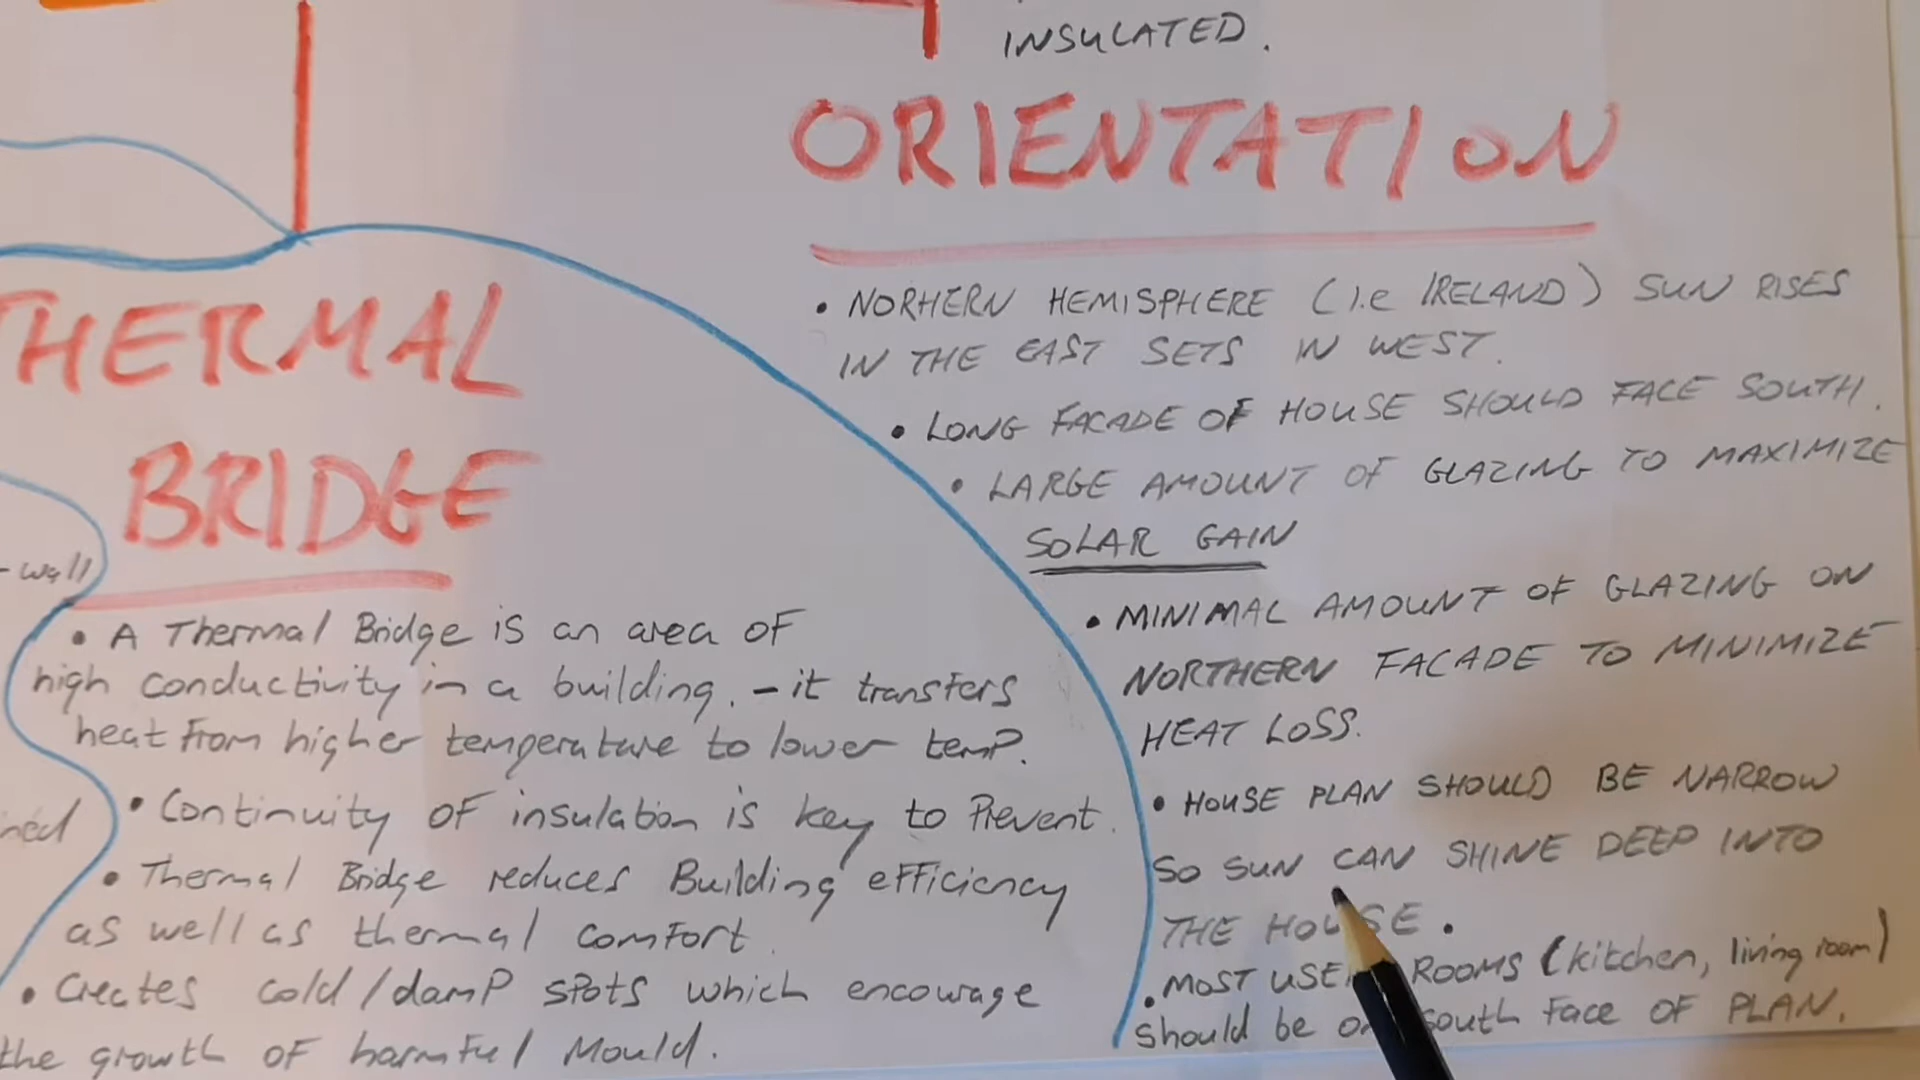 INSULATED.
ORIENTATION
• NORHERN HEMISPHERE (i.e IRELAND) SUN RISES
IN THE EAST SETS IN WEST.
• LONG FACADE OF HOUSE SHOULD FACE SOUTH.
• LARGE AMOUNT OF GLAZING TO MAXIMIZE
SOLAR GAIN
• MINIMAL AMOUNT OF GLAZING ON
NORTHERN FACADE TO MINIMIZE
HEAT LOSS.
• HOUSE PLAN SHOULD BE NARROW
SO SUN CAN SHINE DEEP INTO
THE HOUSE.
• MOST USE ROOMS (kitchen, living room)
should be on south face OF PLAN.
THERMAL
BRIDGE
• A Thermal Bridge is an area OF
high conductivity in a building. - it transfers
heat from higher temperature to lower temp.
• Continuity OF insulation is key to Prevent.
• Thermal Bridge reduces Building efficiency
as well as thermal comfort.
• Creates cold/damp spots which encourage
the growth OF harmful Mould.
- wall